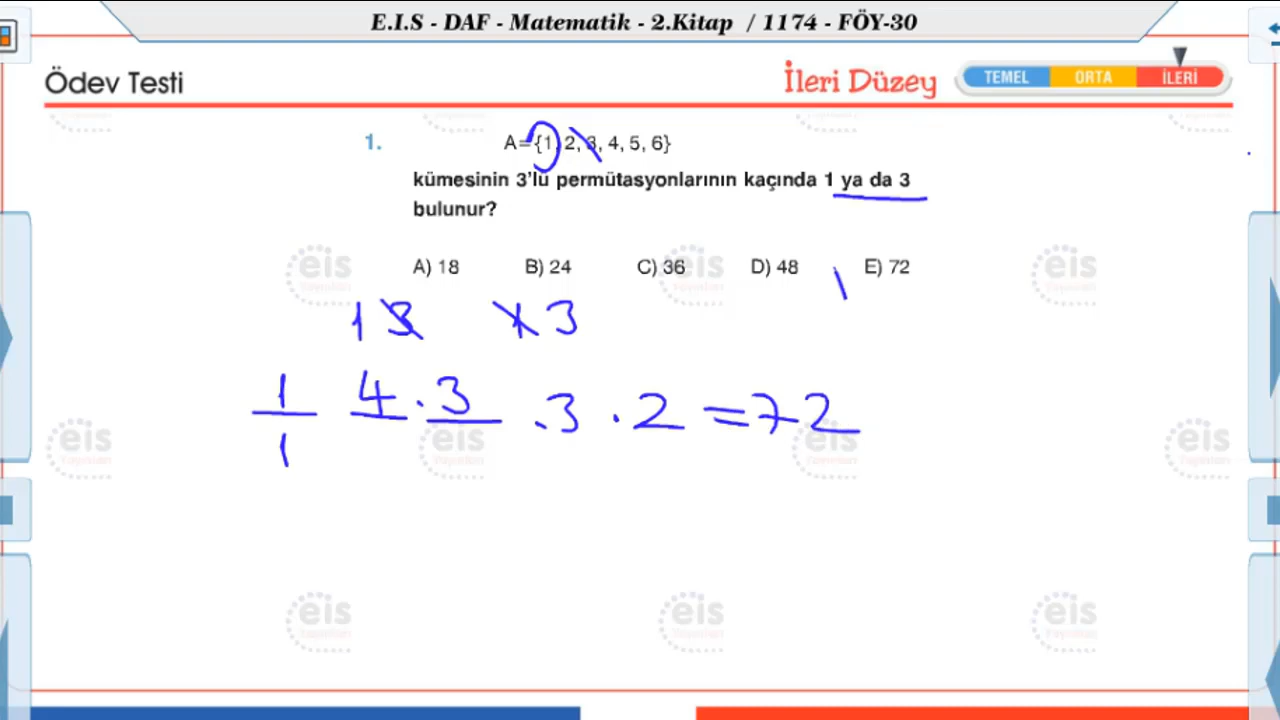 E.I.S - DAF - Matematik - 2.Kitap / 1174 - FÖY-30
Ödev Testi
İleri Düzey
TEMEL ORTA İLERİ
1. A={1, 2, 3, 4, 5, 6}
kümesinin 3'lü permütasyonlarının kaçında 1 ya da 3
bulunur?
A) 18 B) 24 C) 36 D) 48 E) 72
1 3 1 3
1 4 . 3 . 3 . 2 = 72
1
eis
Yayınları